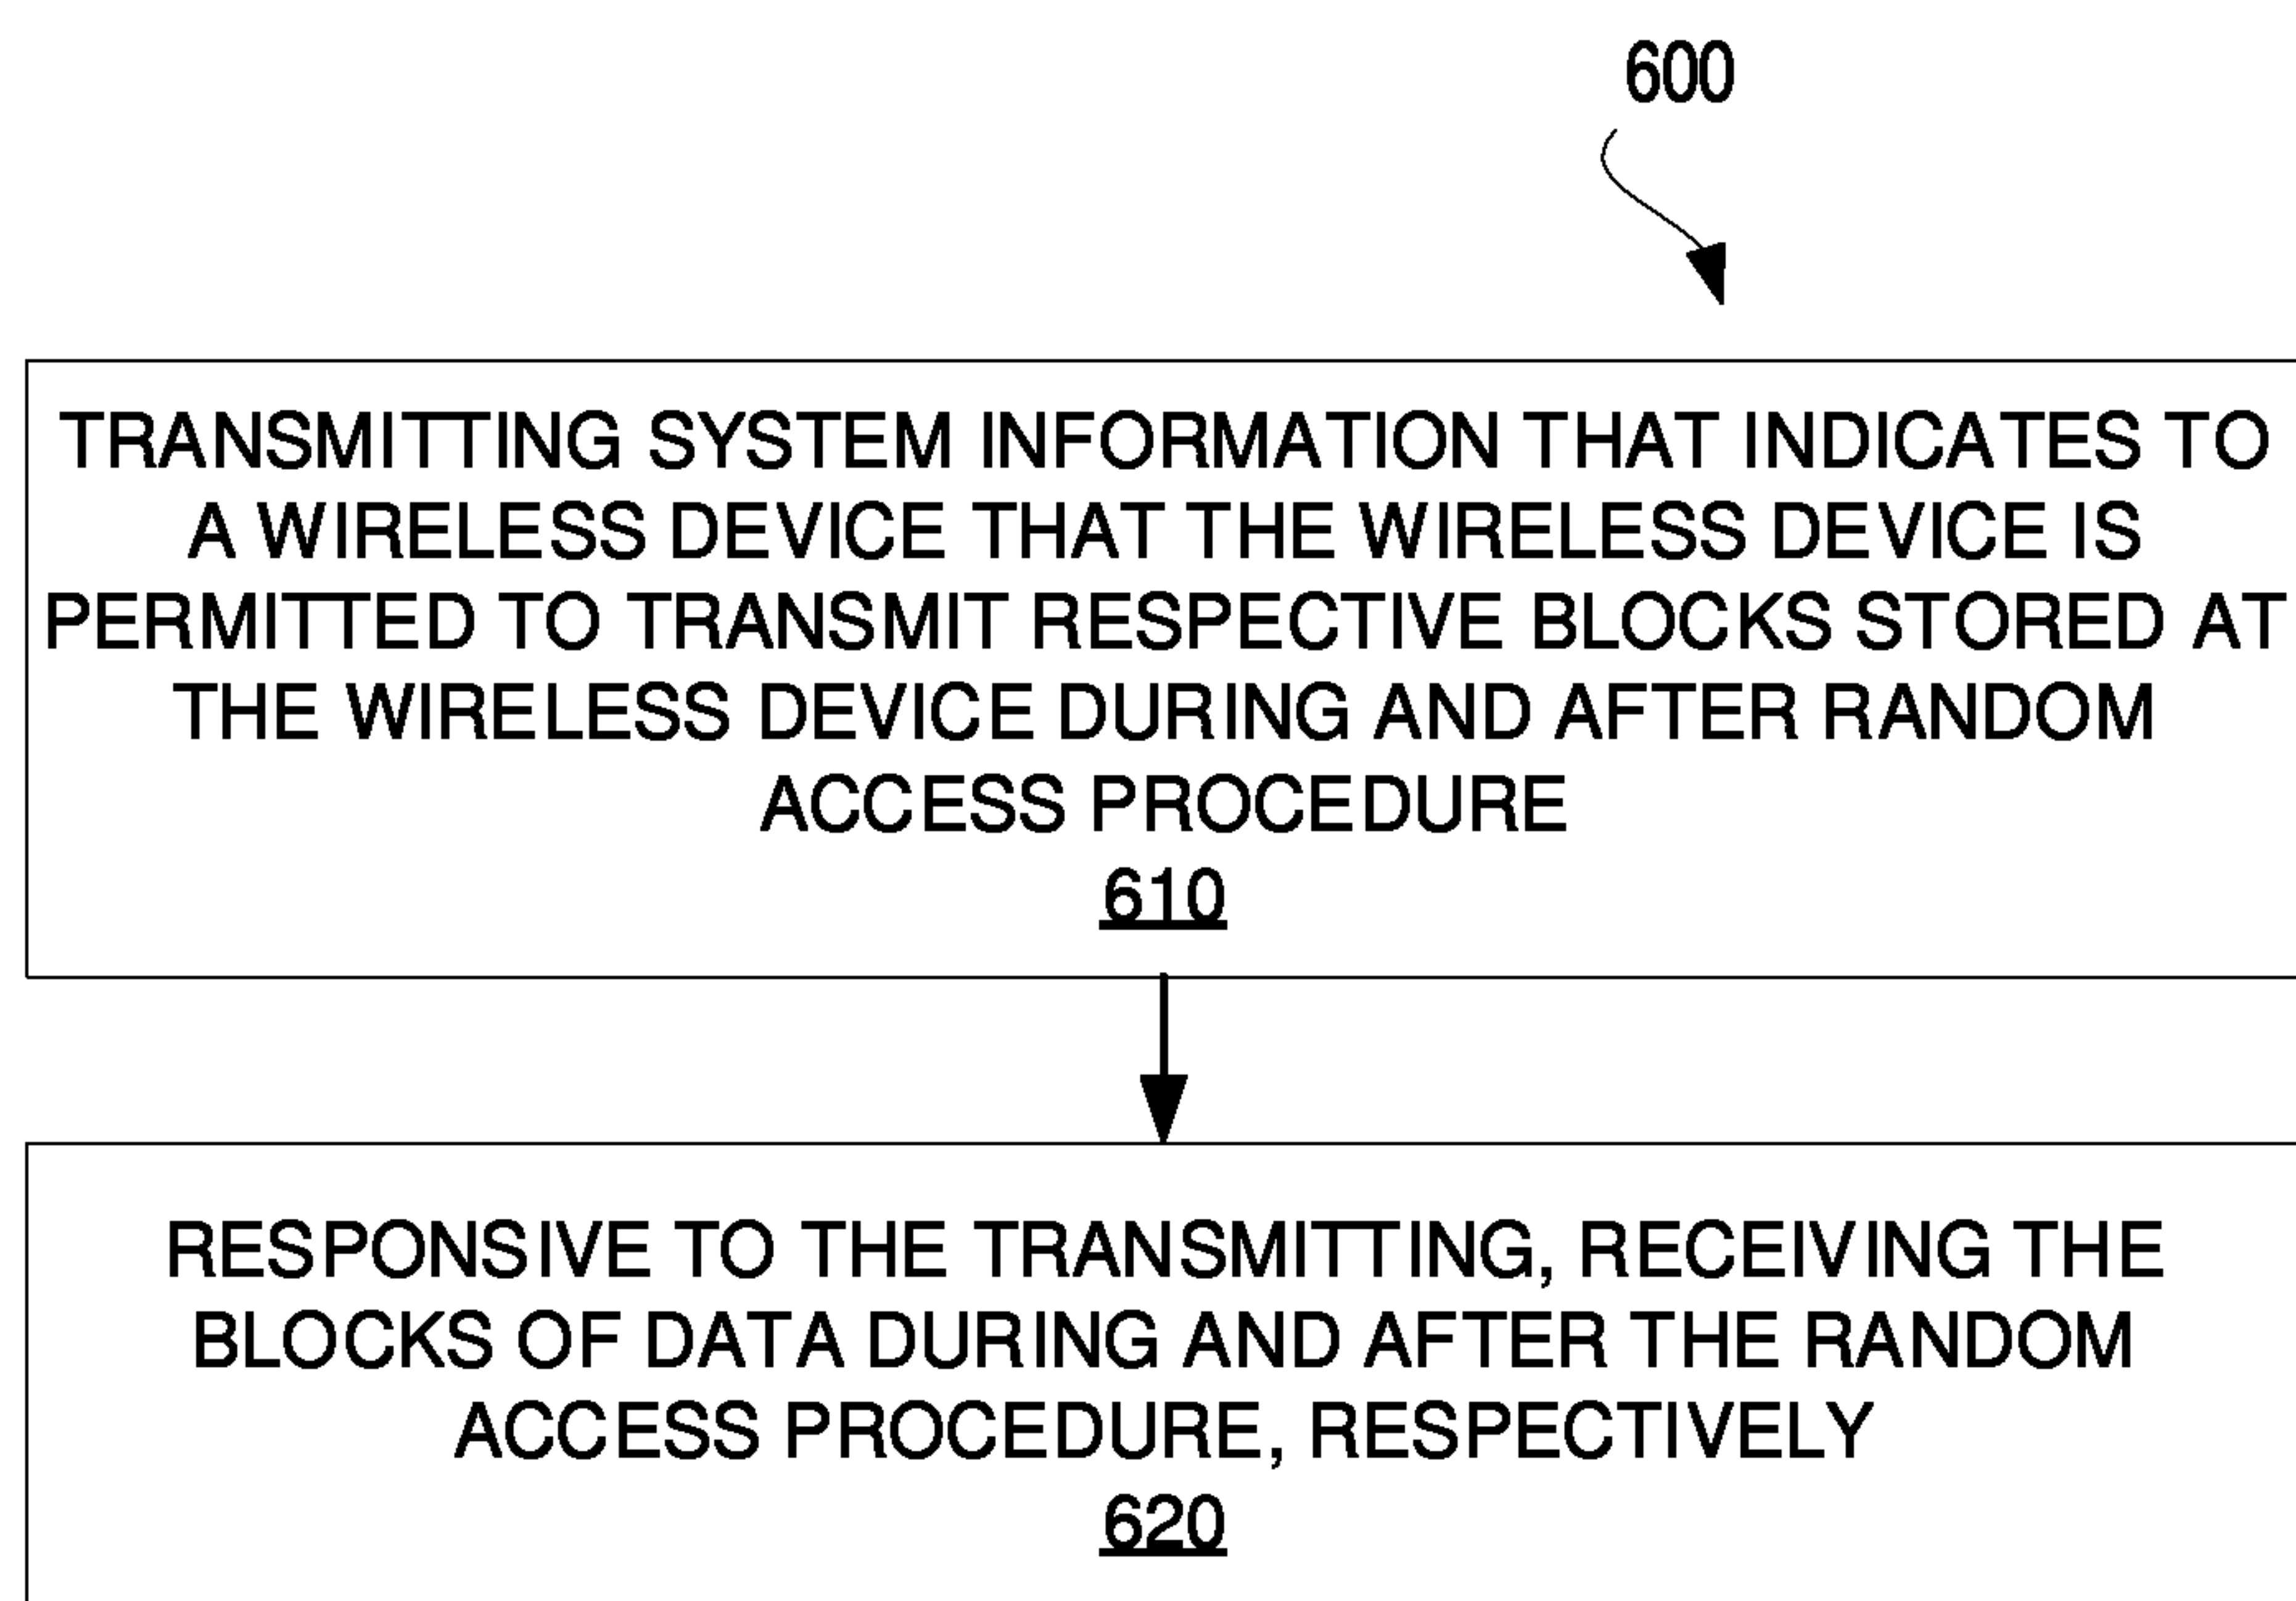 600
TRANSMITTING SYSTEM INFORMATION THAT INDICATES TO
A WIRELESS DEVICE THAT THE WIRELESS DEVICE IS
PERMITTED TO TRANSMIT RESPECTIVE BLOCKS STORED AT
THE WIRELESS DEVICE DURING AND AFTER RANDOM
ACCESS PROCEDURE
610
RESPONSIVE TO THE TRANSMITTING, RECEIVING THE
BLOCKS OF DATA DURING AND AFTER THE RANDOM
ACCESS PROCEDURE, RESPECTIVELY
620